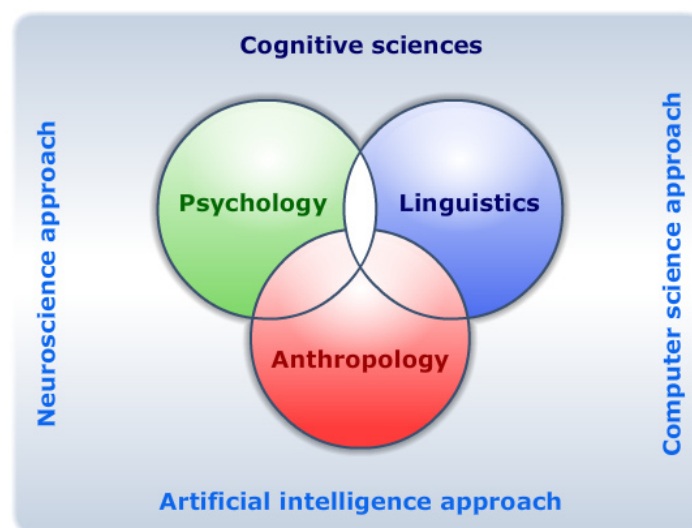 Cognitive sciences
Neuroscience approach
Psychology
Linguistics
Computer science approach
Anthropology
Artificial intelligence approach